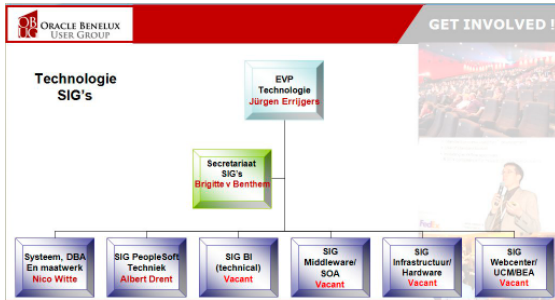 ORACLE BENELUX
USER GROUP
GET INVOLVED !
Technologie
SIG's
EVP
Technologie
Jürgen Errijgers
Secretariaat
SIG's
Brigitte v Benthem
Systeem, DBA
En maatwerk
Nico Witte
SIG PeopleSoft
Techniek
Albert Drent
SIG BI
(technical)
Vacant
SIG
Middleware/
SOA
Vacant
SIG
Infrastructuur/
Hardware
Vacant
SIG
Webcenter/
UCM/BEA
Vacant